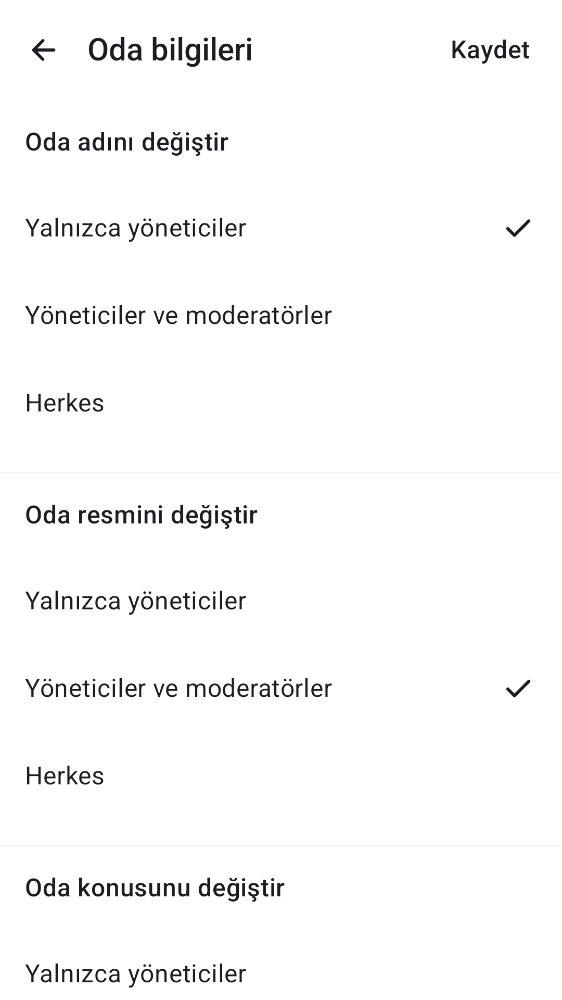 Oda bilgileri
Kaydet
Oda adını değiştir
Yalnızca yöneticiler
Yöneticiler ve moderatörler
Herkes
Oda resmini değiştir
Yalnızca yöneticiler
Yöneticiler ve moderatörler
Herkes
Oda konusunu değiştir
Yalnızca yöneticiler